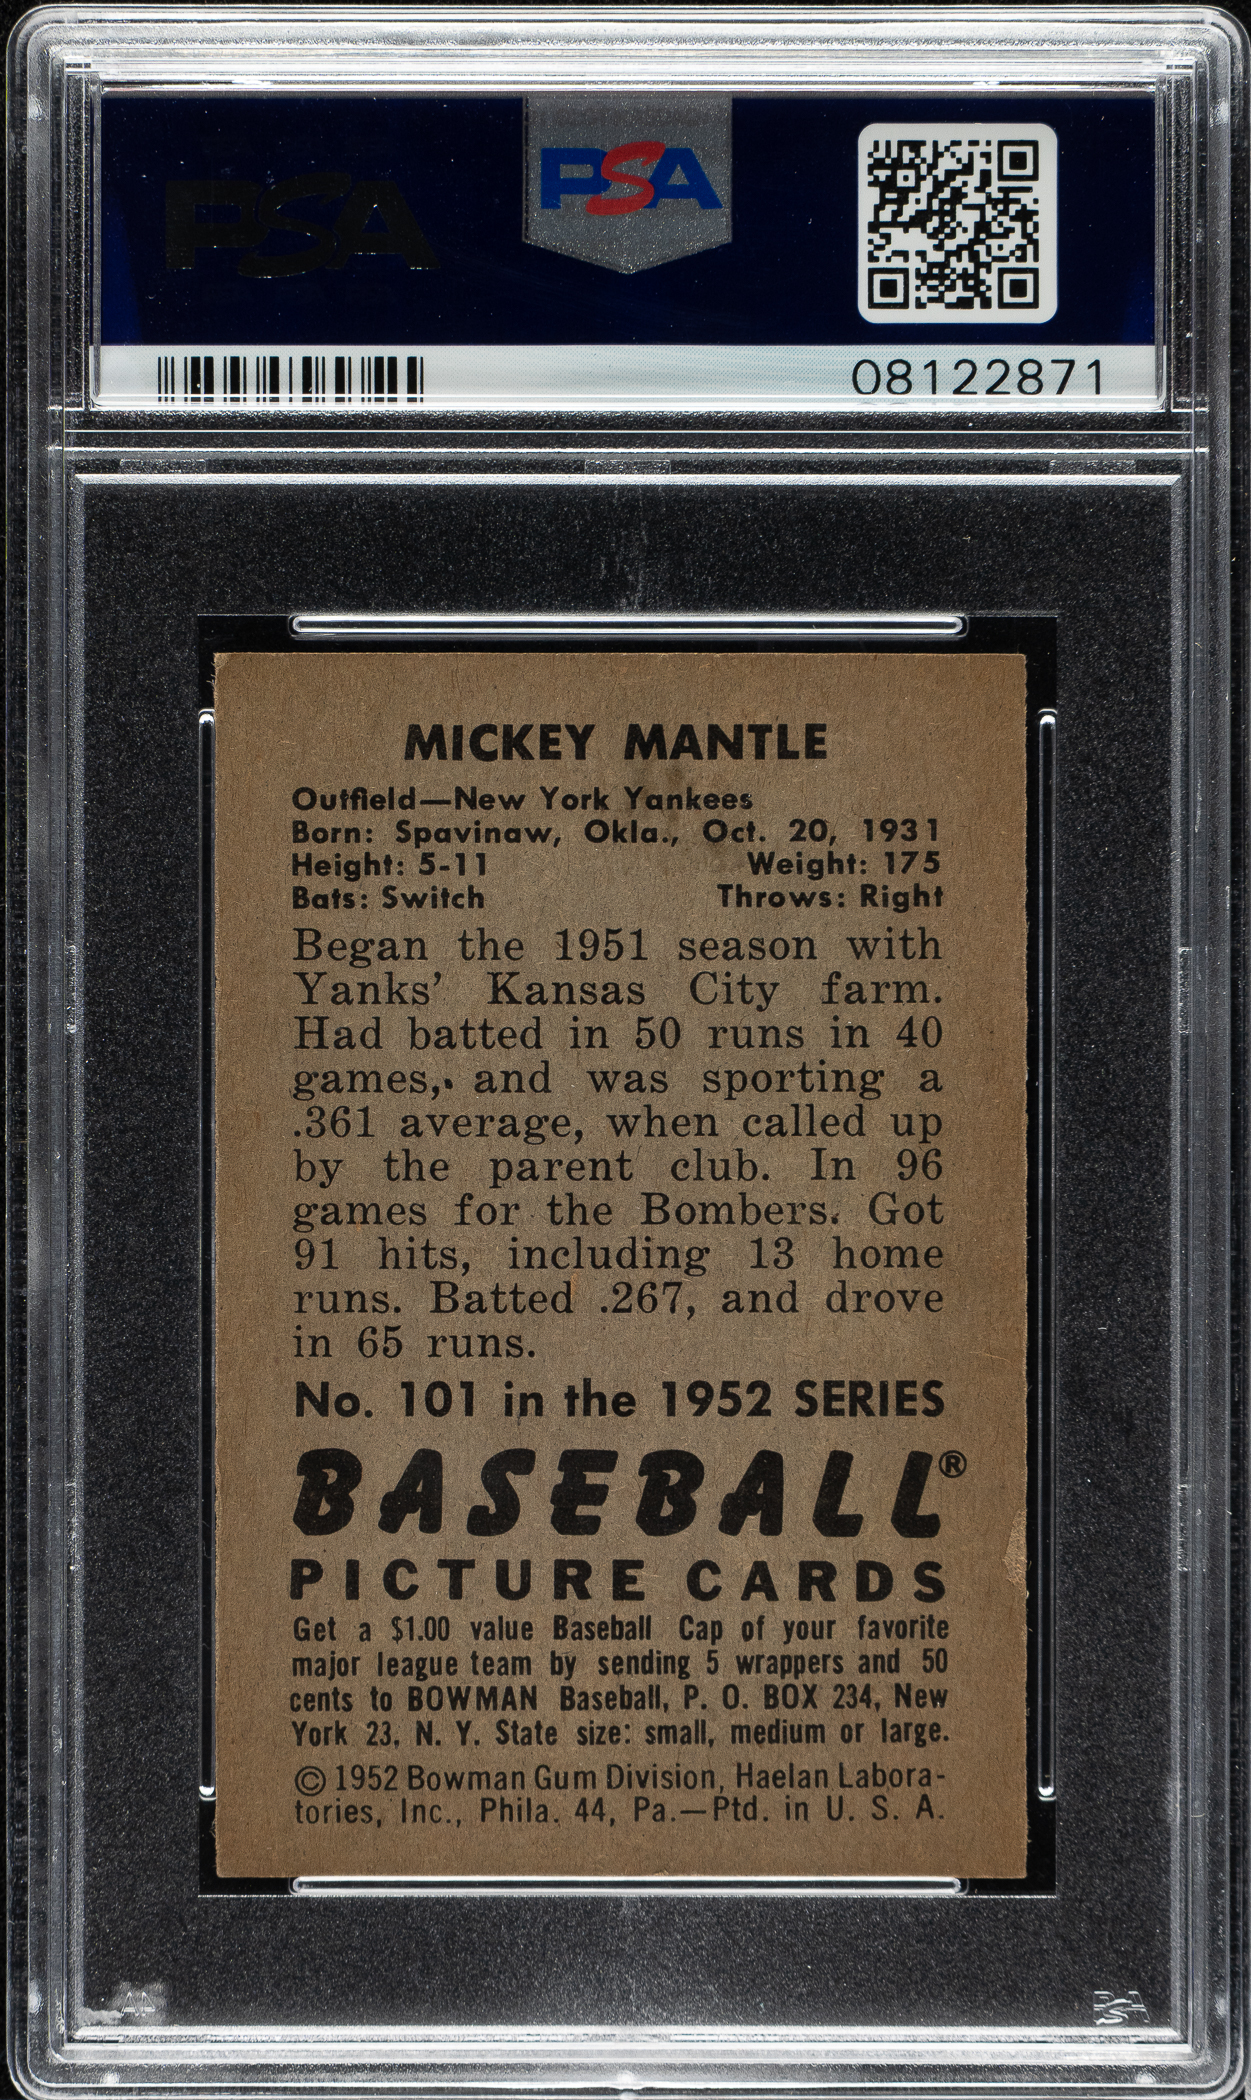 PSA
PSA
08122871
MICKEY MANTLE
Outfield—New York Yankees
Born: Spavinaw, Okla., Oct. 20, 1931
Height: 5-11 Weight: 175
Bats: Switch Throws: Right
Began the 1951 season with
Yanks' Kansas City farm.
Had batted in 50 runs in 40
games, and was sporting a
.361 average, when called up
by the parent club. In 96
games for the Bombers. Got
91 hits, including 13 home
runs. Batted .267, and drove
in 65 runs.
No. 101 in the 1952 SERIES
BASEBALL®
PICTURE CARDS
Get a $1.00 value Baseball Cap of your favorite
major league team by sending 5 wrappers and 50
cents to BOWMAN Baseball, P. O. BOX 234, New
York 23, N. Y. State size: small, medium or large.
© 1952 Bowman Gum Division, Haelan Labora-
tories, Inc., Phila. 44, Pa.—Ptd. in U. S. A.
PSA